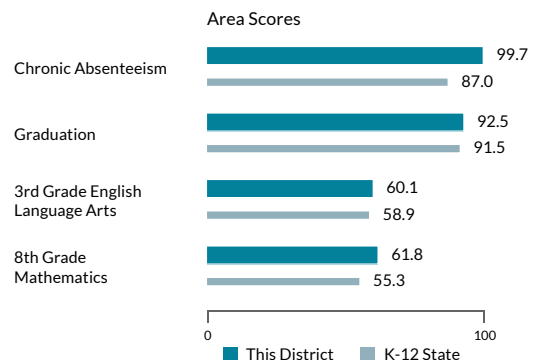 Area Scores
Chronic Absenteeism
99.7
87.0
Graduation
92.5
91.5
3rd Grade English
Language Arts
60.1
58.9
8th Grade
Mathematics
61.8
55.3
0 100
This District K-12 State